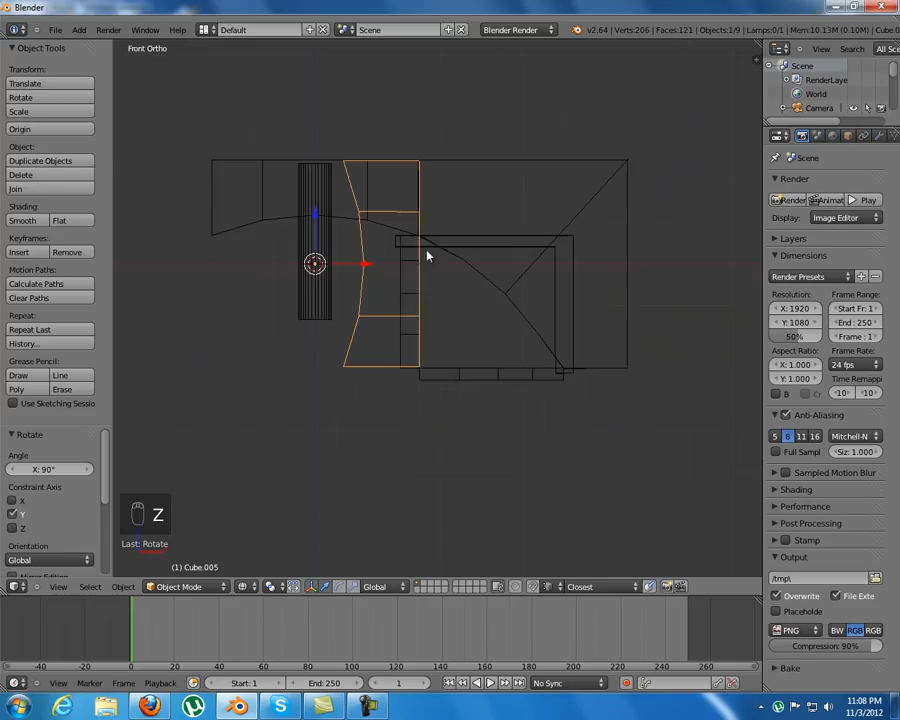 Blender
File Add Render Window Help Default Scene Blender Render v2.64 | Verts:206 | Faces:121 | Objects:1/9 | Lamps:0/1 | Mem:10.13M (0.10M) | Cube.0
Object Tools
Transform:
Translate
Rotate
Scale
Origin
Object:
Duplicate Objects
Delete
Join
Shading:
Smooth Flat
Keyframes:
Insert Remove
Motion Paths:
Calculate Paths
Clear Paths
Repeat:
Repeat Last
History...
Grease Pencil:
Draw Line
Poly Erase
Use Sketching Sessio
Rotate
Angle
X: 90°
Constraint Axis
X
Y
Z
Orientation
Global
Front Ortho
Z
Last: Rotate
(1) Cube.005
View Select Object Object Mode Global Closest
-40 -20 0 20 40 60 80 100 120 140 160 180 200 220 240 260
View Marker Frame Playback Start: 1 End: 250 1 No Sync
View Search All Sce
Scene
RenderLaye
World
Camera
Scene
Render
Render Animat Play
Display: Image Editor
Layers
Dimensions
Render Presets
Resolution: Frame Range:
X: 1920 Start Fr: 1
Y: 1080 End : 250
50% Frame : 1
Aspect Ratio: Frame Rate:
X: 1.000 24 fps
Y: 1.000 Time Remappi
B Cr 10 10
Anti-Aliasing
5 8 11 16 Mitchell-N
Full Sampl Siz: 1.000
Sampled Motion Blur
Shading
Performance
Post Processing
Stamp
Output
/tmp\
Overwrite File Exte
Placeholde
PNG BW RGB RGB
Compression: 90%
Bake
11:08 PM
11/3/2012